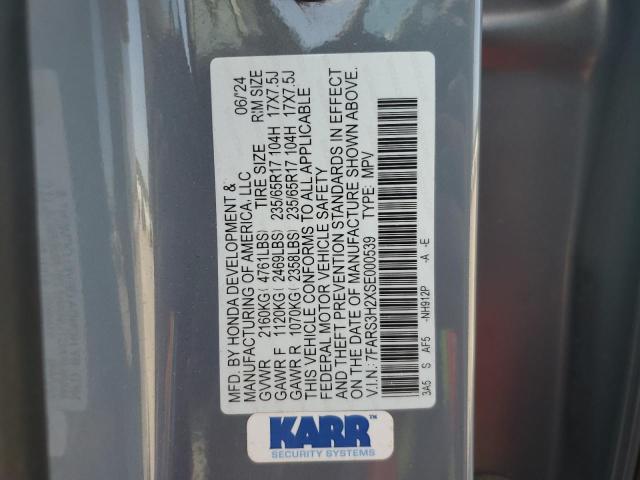 MFD. BY HONDA DEVELOPMENT &
MANUFACTURING OF AMERICA, LLC 06/'24
TIRE SIZE RIM SIZE
GVWR 2160KG( 4761LBS)
GAWR F 1120KG( 2469LBS) 235/65R17 104H 17X7.5J
GAWR R 1070KG( 2358LBS) 235/65R17 104H 17X7.5J
THIS VEHICLE CONFORMS TO ALL APPLICABLE
FEDERAL MOTOR VEHICLE SAFETY
AND THEFT PREVENTION STANDARDS IN EFFECT
ON THE DATE OF MANUFACTURE SHOWN ABOVE.
V.I.N.: 7FARS3H2XSE000539 TYPE: MPV
3A5 S AF5 -NH912P -A -E
KARR™
SECURITY SYSTEMS